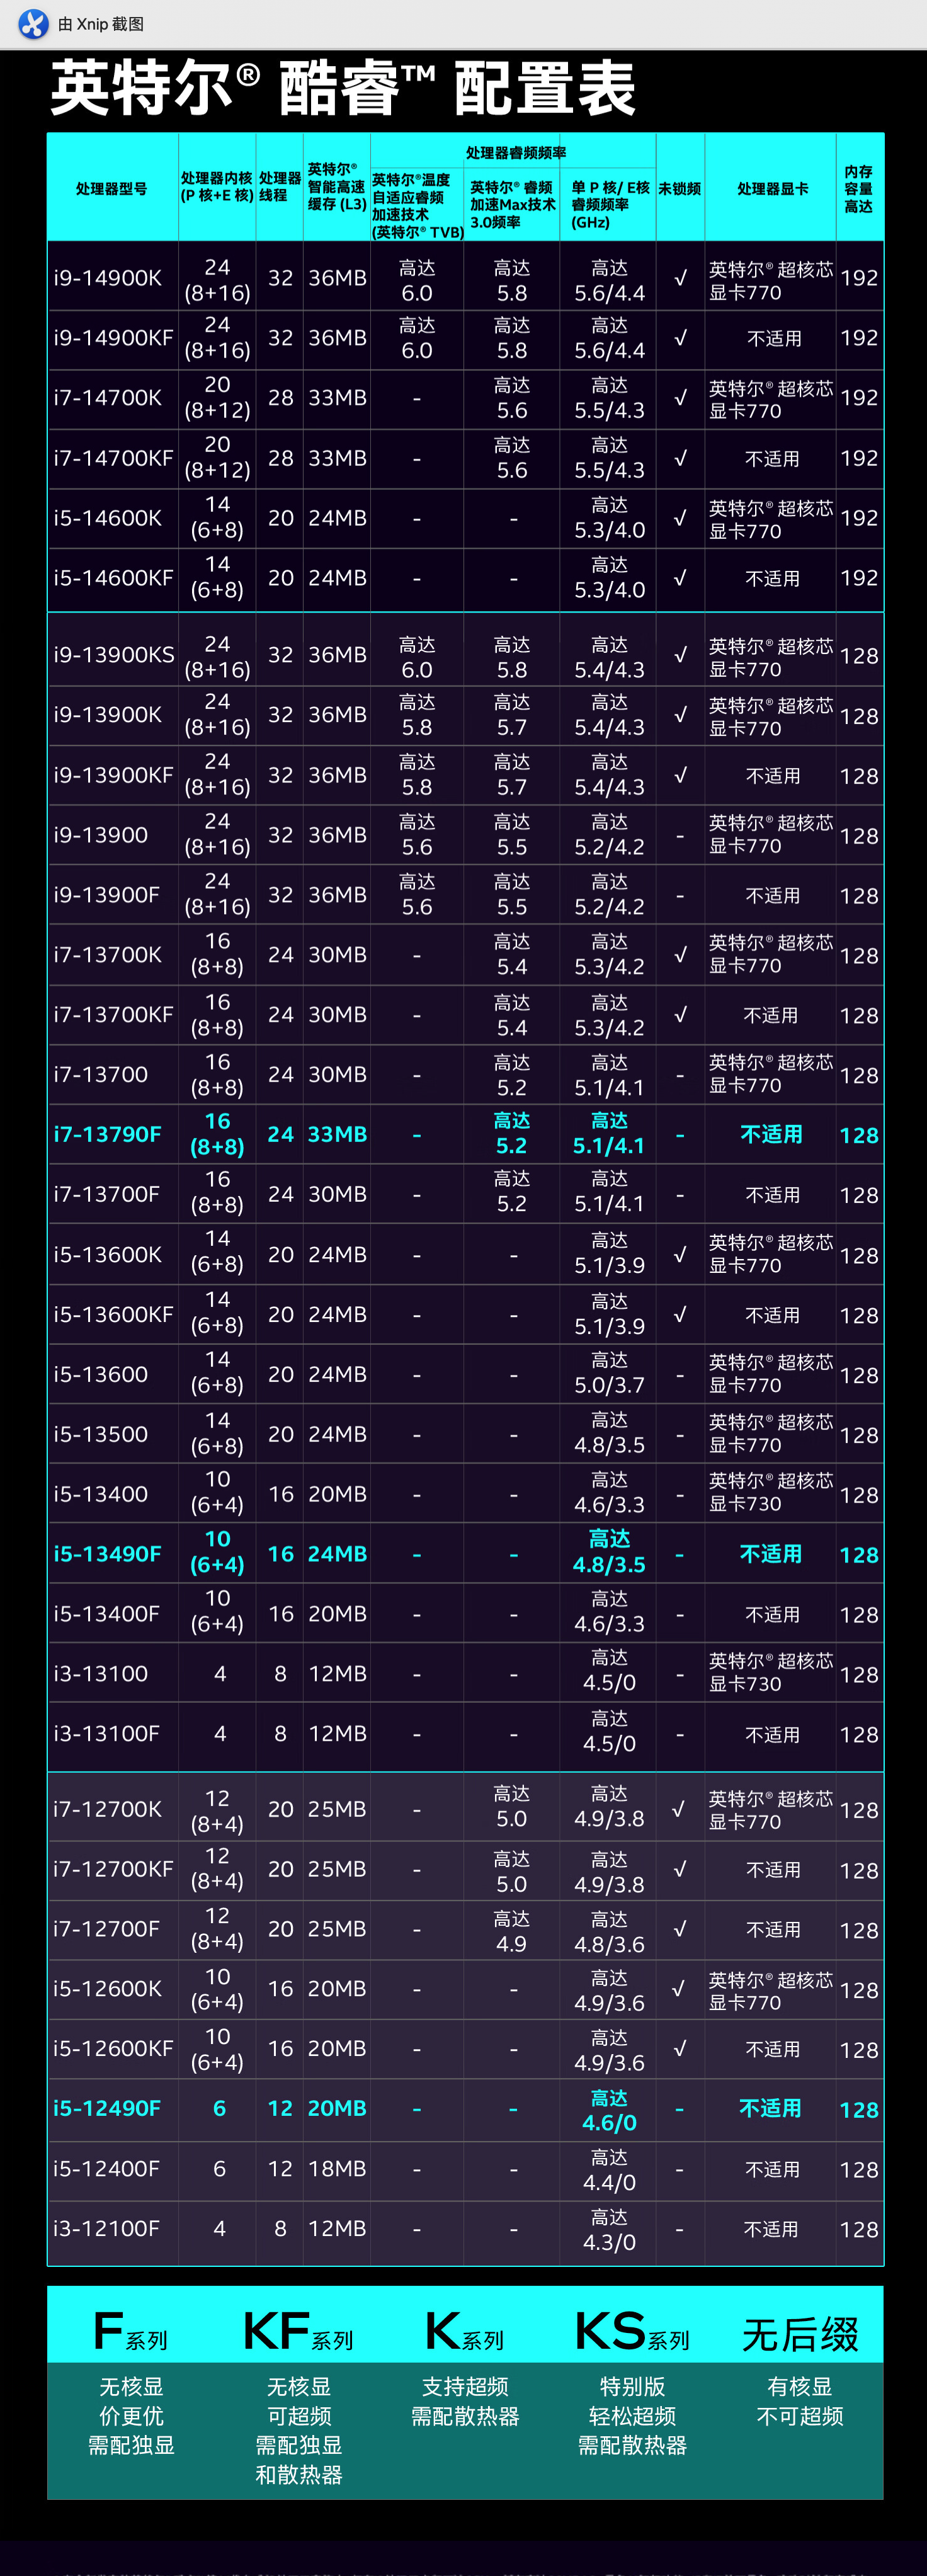 由 Xnip 截图
英特尔® 酷睿™ 配置表
处理器型号 处理器内核 (P 核+E 核) 处理器线程 英特尔® 智能高速缓存 (L3) 处理器睿频频率 英特尔®温度自适应睿频加速技术 (英特尔® TVB) 英特尔® 睿频加速Max技术3.0频率 单 P 核/ E核睿频频率 (GHz) 未锁频 处理器显卡 内存容量高达
i9-14900K 24 (8+16) 32 36MB 高达 6.0 高达 5.8 高达 5.6/4.4 √ 英特尔® 超核芯显卡770 192
i9-14900KF 24 (8+16) 32 36MB 高达 6.0 高达 5.8 高达 5.6/4.4 √ 不适用 192
i7-14700K 20 (8+12) 28 33MB - 高达 5.6 高达 5.5/4.3 √ 英特尔® 超核芯显卡770 192
i7-14700KF 20 (8+12) 28 33MB - 高达 5.6 高达 5.5/4.3 √ 不适用 192
i5-14600K 14 (6+8) 20 24MB - - 高达 5.3/4.0 √ 英特尔® 超核芯显卡770 192
i5-14600KF 14 (6+8) 20 24MB - - 高达 5.3/4.0 √ 不适用 192
i9-13900KS 24 (8+16) 32 36MB 高达 6.0 高达 5.8 高达 5.4/4.3 √ 英特尔® 超核芯显卡770 128
i9-13900K 24 (8+16) 32 36MB 高达 5.8 高达 5.7 高达 5.4/4.3 √ 英特尔® 超核芯显卡770 128
i9-13900KF 24 (8+16) 32 36MB 高达 5.8 高达 5.7 高达 5.4/4.3 √ 不适用 128
i9-13900 24 (8+16) 32 36MB 高达 5.6 高达 5.5 高达 5.2/4.2 - 英特尔® 超核芯显卡770 128
i9-13900F 24 (8+16) 32 36MB 高达 5.6 高达 5.5 高达 5.2/4.2 - 不适用 128
i7-13700K 16 (8+8) 24 30MB - 高达 5.4 高达 5.3/4.2 √ 英特尔® 超核芯显卡770 128
i7-13700KF 16 (8+8) 24 30MB - 高达 5.4 高达 5.3/4.2 √ 不适用 128
i7-13700 16 (8+8) 24 30MB - 高达 5.2 高达 5.1/4.1 - 英特尔® 超核芯显卡770 128
i7-13790F 16 (8+8) 24 33MB - 高达 5.2 高达 5.1/4.1 - 不适用 128
i7-13700F 16 (8+8) 24 30MB - 高达 5.2 高达 5.1/4.1 - 不适用 128
i5-13600K 14 (6+8) 20 24MB - - 高达 5.1/3.9 √ 英特尔® 超核芯显卡770 128
i5-13600KF 14 (6+8) 20 24MB - - 高达 5.1/3.9 √ 不适用 128
i5-13600 14 (6+8) 20 24MB - - 高达 5.0/3.7 - 英特尔® 超核芯显卡770 128
i5-13500 14 (6+8) 20 24MB - - 高达 4.8/3.5 - 英特尔® 超核芯显卡770 128
i5-13400 10 (6+4) 16 20MB - - 高达 4.6/3.3 - 英特尔® 超核芯显卡730 128
i5-13490F 10 (6+4) 16 24MB - - 高达 4.8/3.5 - 不适用 128
i5-13400F 10 (6+4) 16 20MB - - 高达 4.6/3.3 - 不适用 128
i3-13100 4 8 12MB - - 高达 4.5/0 - 英特尔® 超核芯显卡730 128
i3-13100F 4 8 12MB - - 高达 4.5/0 - 不适用 128
i7-12700K 12 (8+4) 20 25MB - 高达 5.0 高达 4.9/3.8 √ 英特尔® 超核芯显卡770 128
i7-12700KF 12 (8+4) 20 25MB - 高达 5.0 高达 4.9/3.8 √ 不适用 128
i7-12700F 12 (8+4) 20 25MB - 高达 4.9 高达 4.8/3.6 √ 不适用 128
i5-12600K 10 (6+4) 16 20MB - - 高达 4.9/3.6 √ 英特尔® 超核芯显卡770 128
i5-12600KF 10 (6+4) 16 20MB - - 高达 4.9/3.6 √ 不适用 128
i5-12490F 6 12 20MB - - 高达 4.6/0 - 不适用 128
i5-12400F 6 12 18MB - - 高达 4.4/0 - 不适用 128
i3-12100F 4 8 12MB - - 高达 4.3/0 - 不适用 128
F系列 KF系列 K系列 KS系列 无后缀
无核显 无核显 支持超频 特别版 有核显
价更优 可超频 需配散热器 轻松超频 不可超频
需配独显 需配独显 需配散热器
和散热器